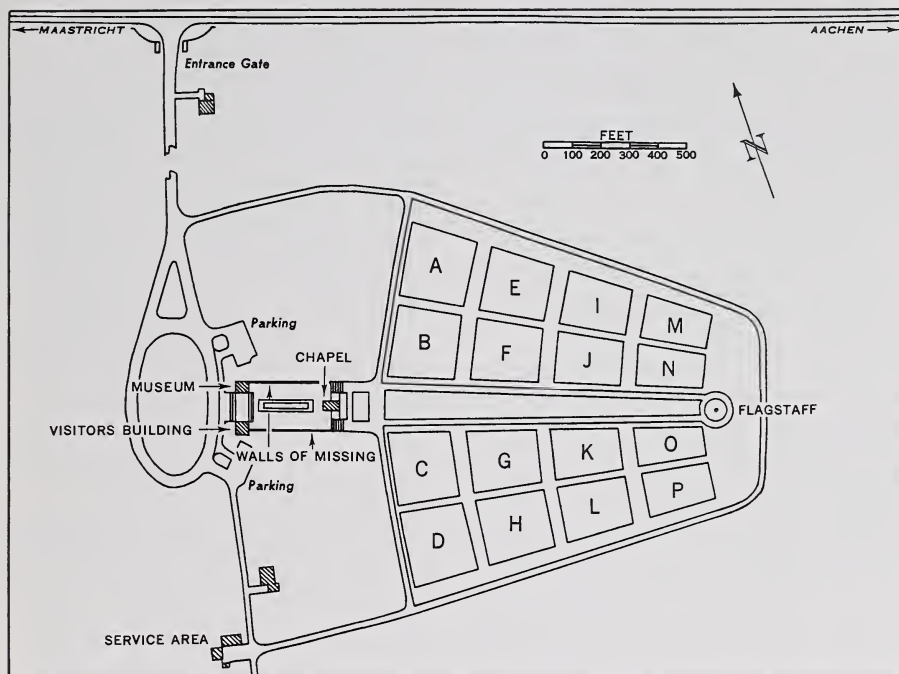 MAASTRICHT
AACHEN
Entrance Gate
FEET
0 100 200 300 400 500
N
A
E
I
M
B
F
J
N
Parking
CHAPEL
MUSEUM
FLAGSTAFF
VISITORS BUILDING
WALLS OF MISSING
Parking
C
G
K
O
D
H
L
P
SERVICE AREA